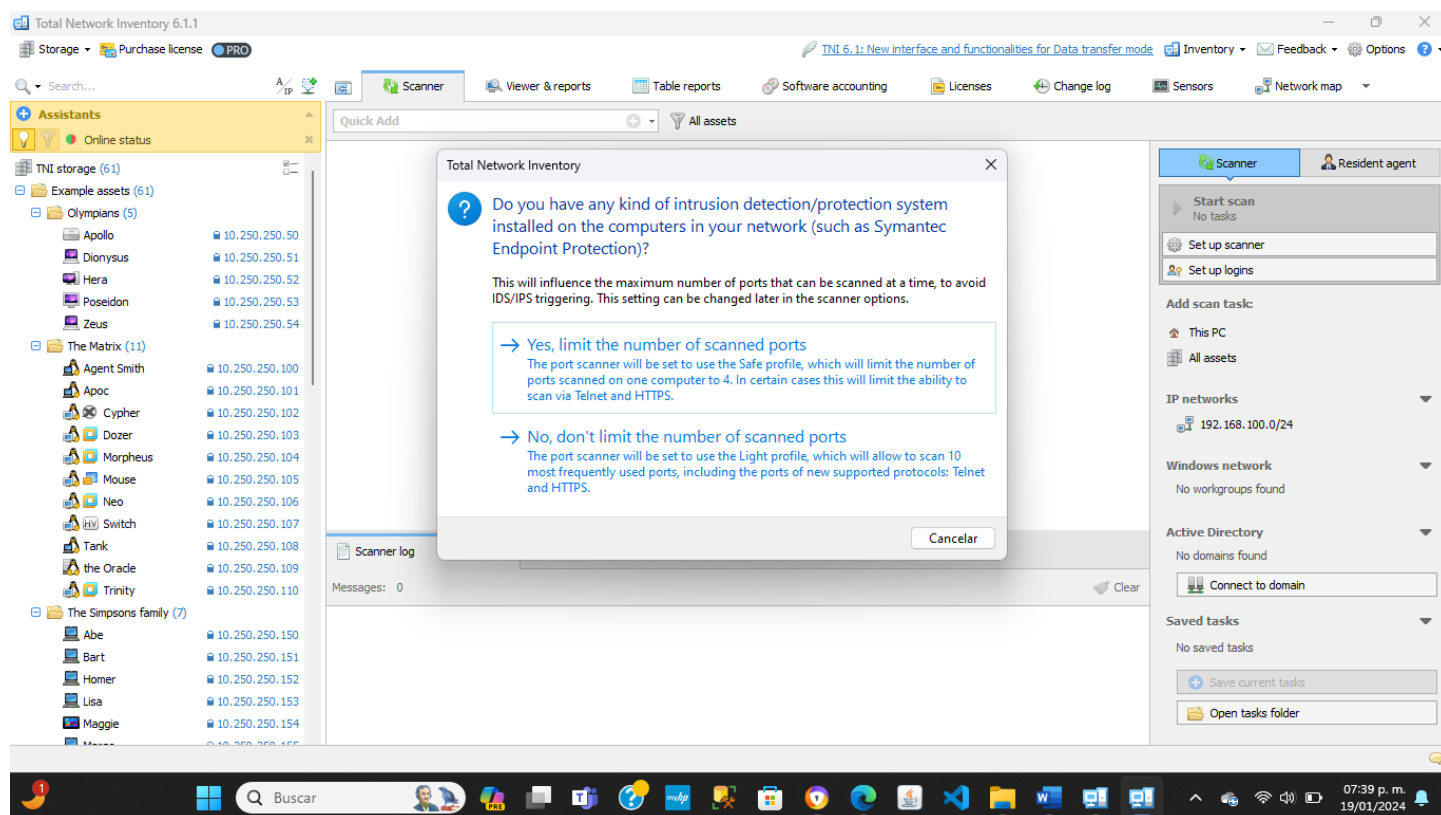 Total Network Inventory 6.1.1
Storage
Purchase license
PRO
TNI 6.1: New interface and functionalities for Data transfer mode
Inventory
Feedback
Options
Search...
A/IP
Scanner
Viewer & reports
Table reports
Software accounting
Licenses
Change log
Sensors
Network map
Assistants
Online status
Quick Add
All assets
TNI storage (61)
Example assets (61)
Olympians (5)
Apollo 10.250.250.50
Dionysus 10.250.250.51
Hera 10.250.250.52
Poseidon 10.250.250.53
Zeus 10.250.250.54
The Matrix (11)
Agent Smith 10.250.250.100
Apoc 10.250.250.101
Cypher 10.250.250.102
Dozer 10.250.250.103
Morpheus 10.250.250.104
Mouse 10.250.250.105
Neo 10.250.250.106
HV Switch 10.250.250.107
Tank 10.250.250.108
the Oracle 10.250.250.109
Trinity 10.250.250.110
The Simpsons family (7)
Abe 10.250.250.150
Bart 10.250.250.151
Homer 10.250.250.152
Lisa 10.250.250.153
Maggie 10.250.250.154
Total Network Inventory
Do you have any kind of intrusion detection/protection system
installed on the computers in your network (such as Symantec
Endpoint Protection)?
This will influence the maximum number of ports that can be scanned at a time, to avoid
IDS/IPS triggering. This setting can be changed later in the scanner options.
Yes, limit the number of scanned ports
The port scanner will be set to use the Safe profile, which will limit the number of
ports scanned on one computer to 4. In certain cases this will limit the ability to
scan via Telnet and HTTPS.
No, don't limit the number of scanned ports
The port scanner will be set to use the Light profile, which will allow to scan 10
most frequently used ports, including the ports of new supported protocols: Telnet
and HTTPS.
Cancelar
Scanner log
Messages: 0
Clear
Scanner
Resident agent
Start scan
No tasks
Set up scanner
Set up logins
Add scan task:
This PC
All assets
IP networks
192.168.100.0/24
Windows network
No workgroups found
Active Directory
No domains found
Connect to domain
Saved tasks
No saved tasks
Save current tasks
Open tasks folder
1
Buscar
PRE
myhp
07:39 p. m.
19/01/2024